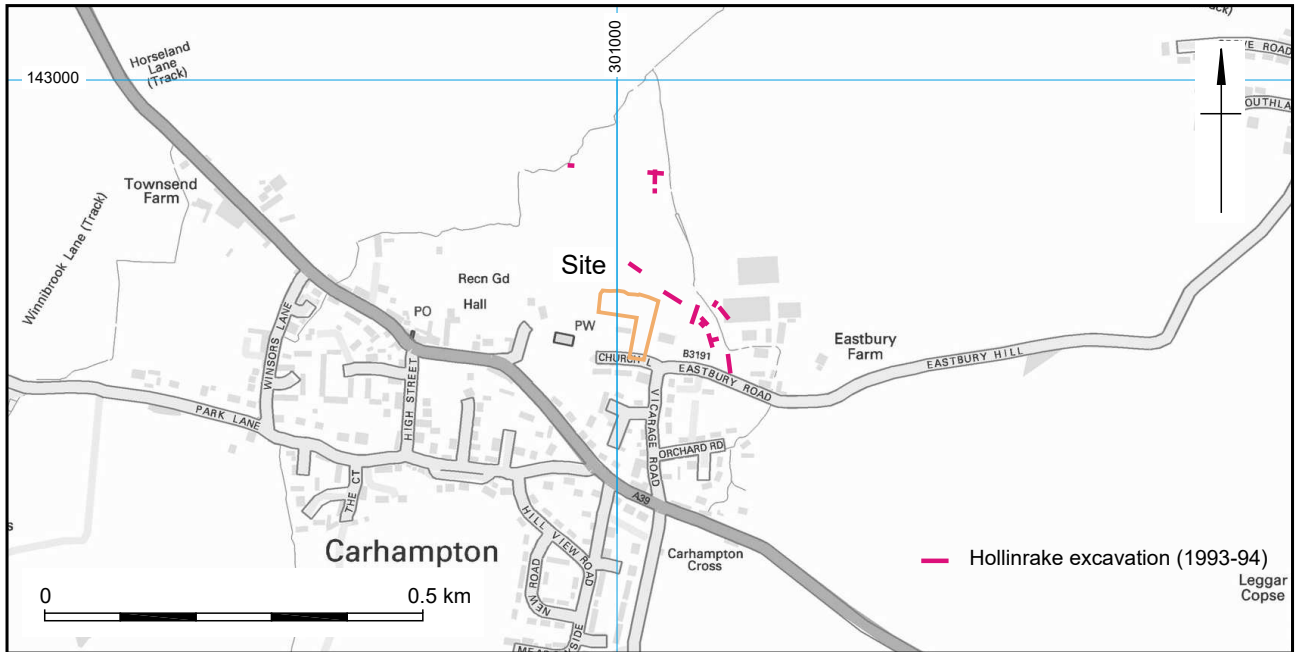 Horseland
Lane
(Track)
301000
143000
ROAD
Townsend
Farm
Winnibrook Lane (Track)
Recn Gd
Hall
Site
PO
PW
WINSORS LANE
HIGH STREET
CHURCH L
B3191
EASTBURY ROAD
Eastbury
Farm
EASTBURY HILL
PARK LANE
VICARAGE ROAD
ORCHARD RD
THE CT
A39
HILL VIEW ROAD
NEW ROAD
Carhampton
Carhampton
Cross
Hollinrake excavation (1993-94)
Leggar
Copse
0
0.5 km